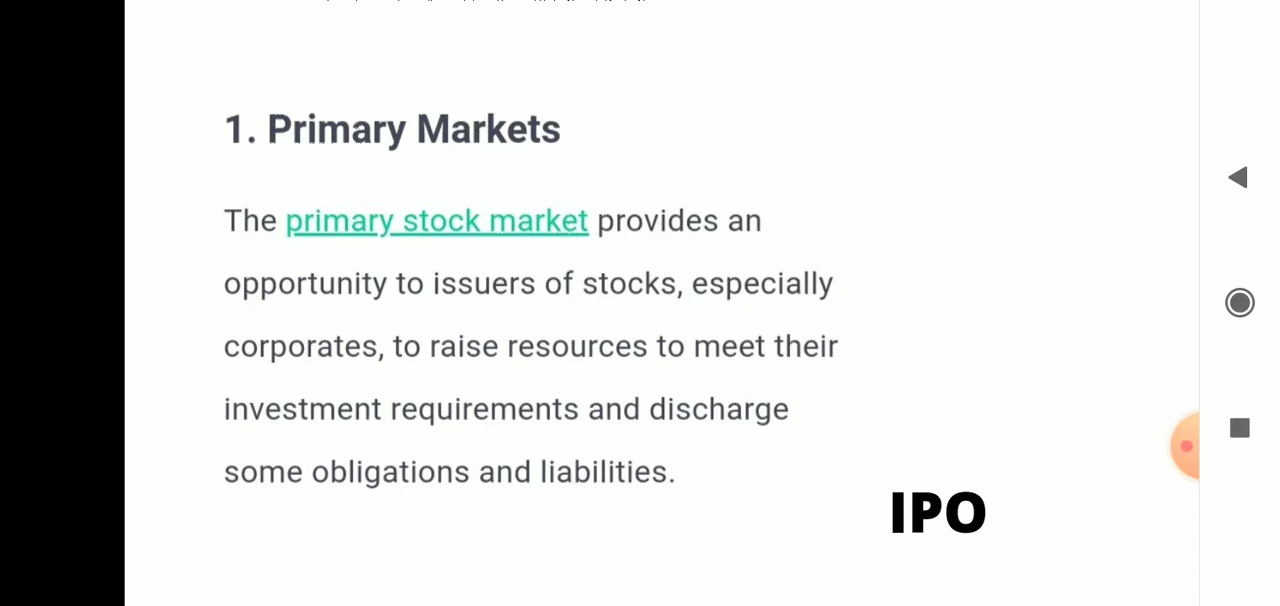 1. Primary Markets
The primary stock market provides an
opportunity to issuers of stocks, especially
corporates, to raise resources to meet their
investment requirements and discharge
some obligations and liabilities.
IPO